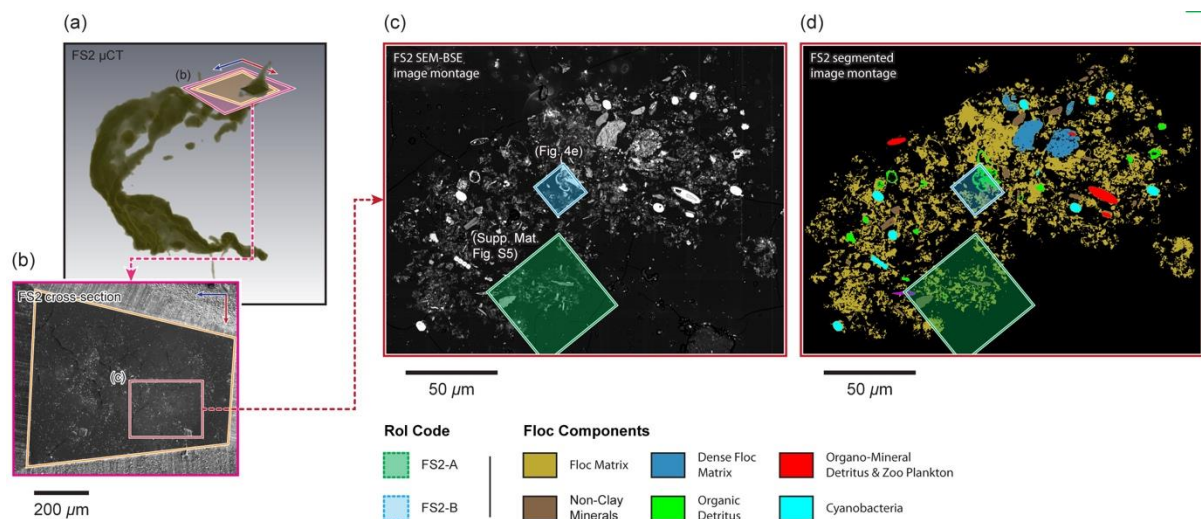 (a)
FS2 µCT
(b)
(b)
FS2 cross-section
(c)
200 µm
(c)
FS2 SEM-BSE
image montage
(Fig. 4e)
(Supp. Mat.
Fig. S5)
50 µm
(d)
FS2 segmented
image montage
50 µm
RoI Code
FS2-A
FS2-B
Floc Components
Floc Matrix
Dense Floc
Matrix
Organo-Mineral
Detritus & Zoo Plankton
Non-Clay
Minerals
Organic
Detritus
Cyanobacteria